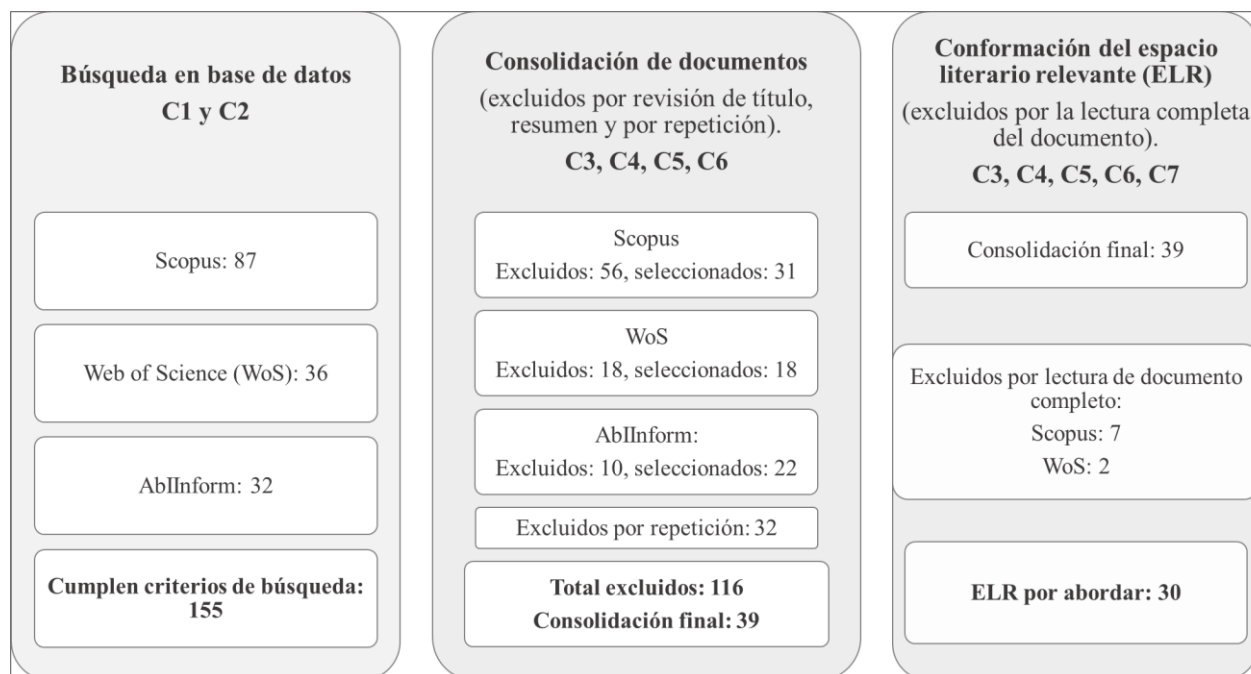 Búsqueda en base de datos
C1 y C2
Scopus: 87
Web of Science (WoS): 36
AbIInform: 32
Cumplen criterios de búsqueda:
155
Consolidación de documentos
(excluidos por revisión de título,
resumen y por repetición).
C3, C4, C5, C6
Scopus
Excluidos: 56, seleccionados: 31
WoS
Excluidos: 18, seleccionados: 18
AbIInform:
Excluidos: 10, seleccionados: 22
Excluidos por repetición: 32
Total excluidos: 116
Consolidación final: 39
Conformación del espacio
literario relevante (ELR)
(excluidos por la lectura completa
del documento).
C3, C4, C5, C6, C7
Consolidación final: 39
Excluidos por lectura de documento
completo:
Scopus: 7
WoS: 2
ELR por abordar: 30